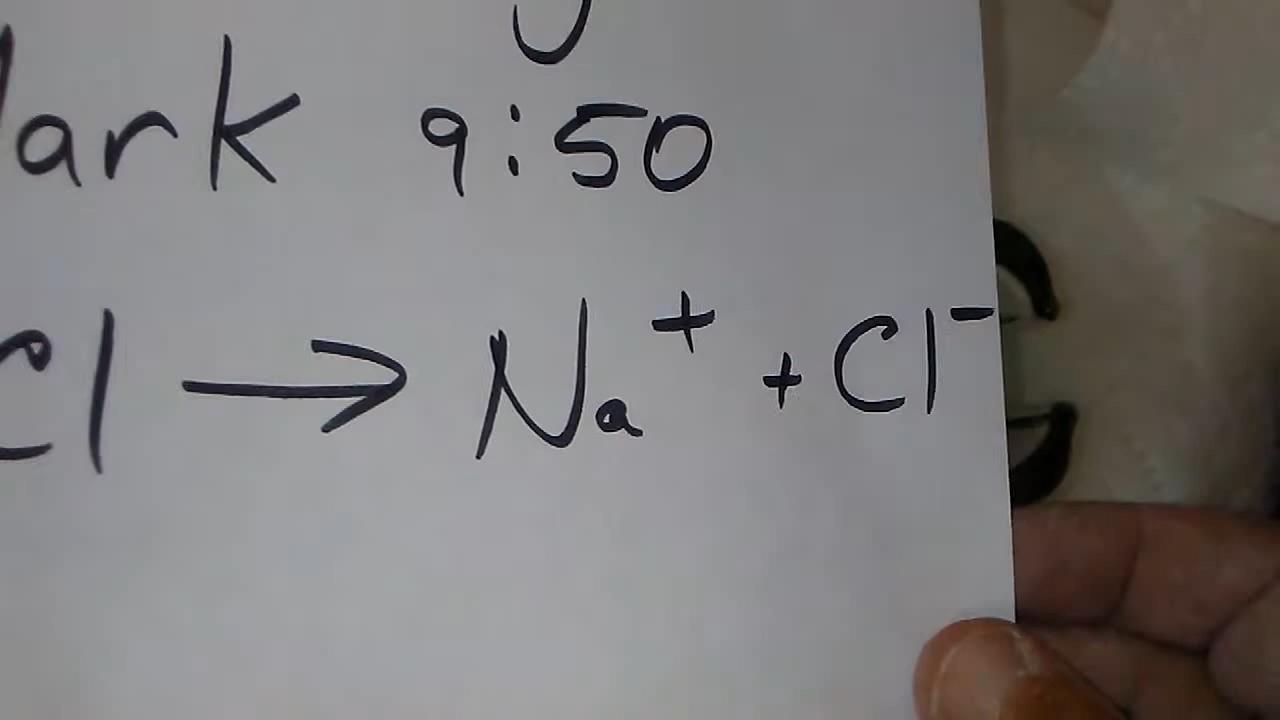 ark 9:50
Cl → Na⁺ + Cl⁻